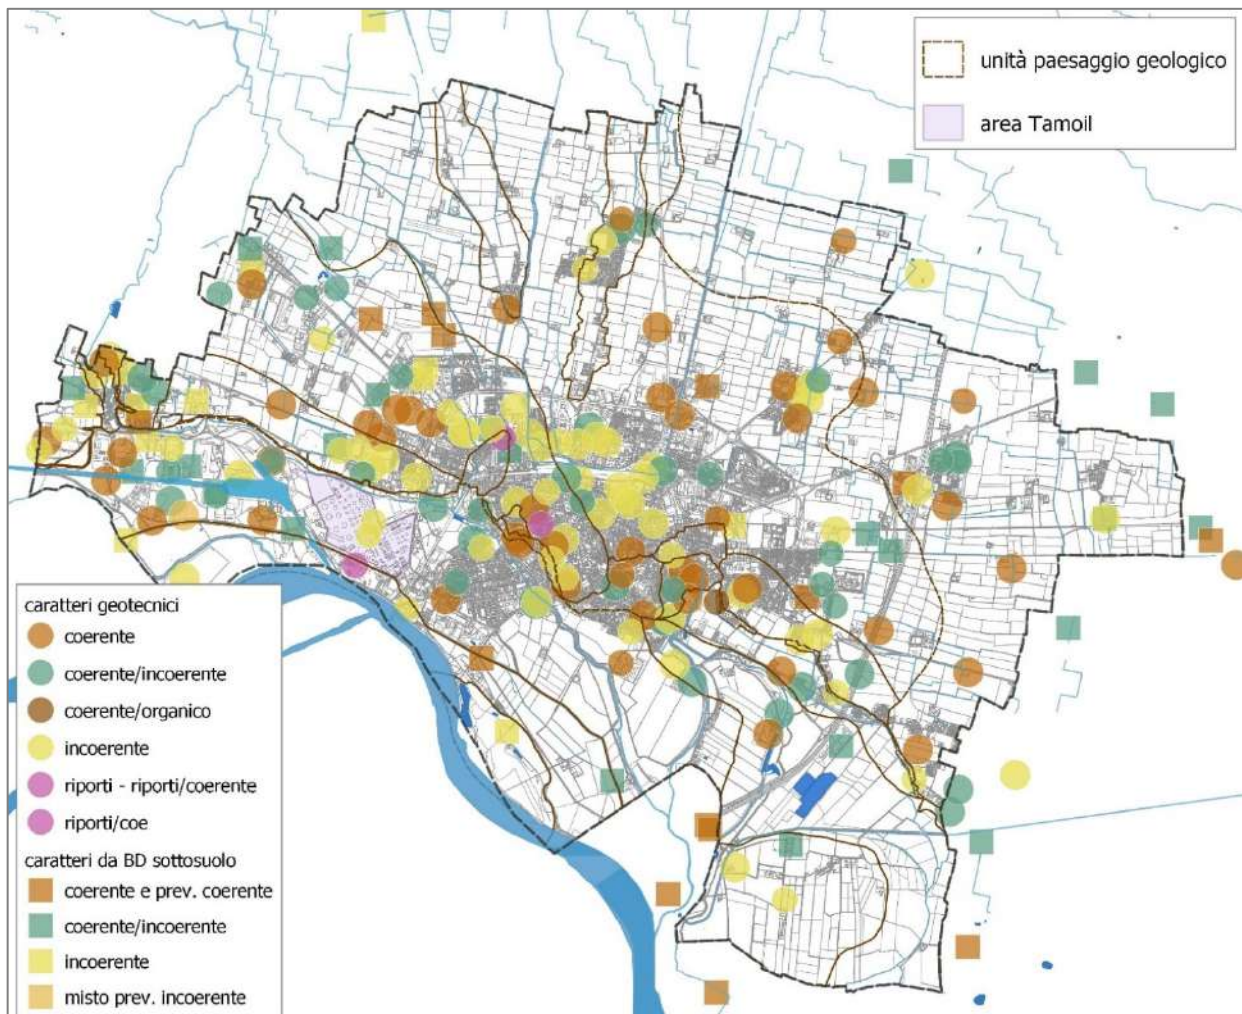 unità paesaggio geologico
area Tamoil
caratteri geotecnici
coerente
coerente/incoerente
coerente/organico
incoerente
riporti - riporti/coerente
riporti/coe
caratteri da BD sottosuolo
coerente e prev. coerente
coerente/incoerente
incoerente
misto prev. incoerente